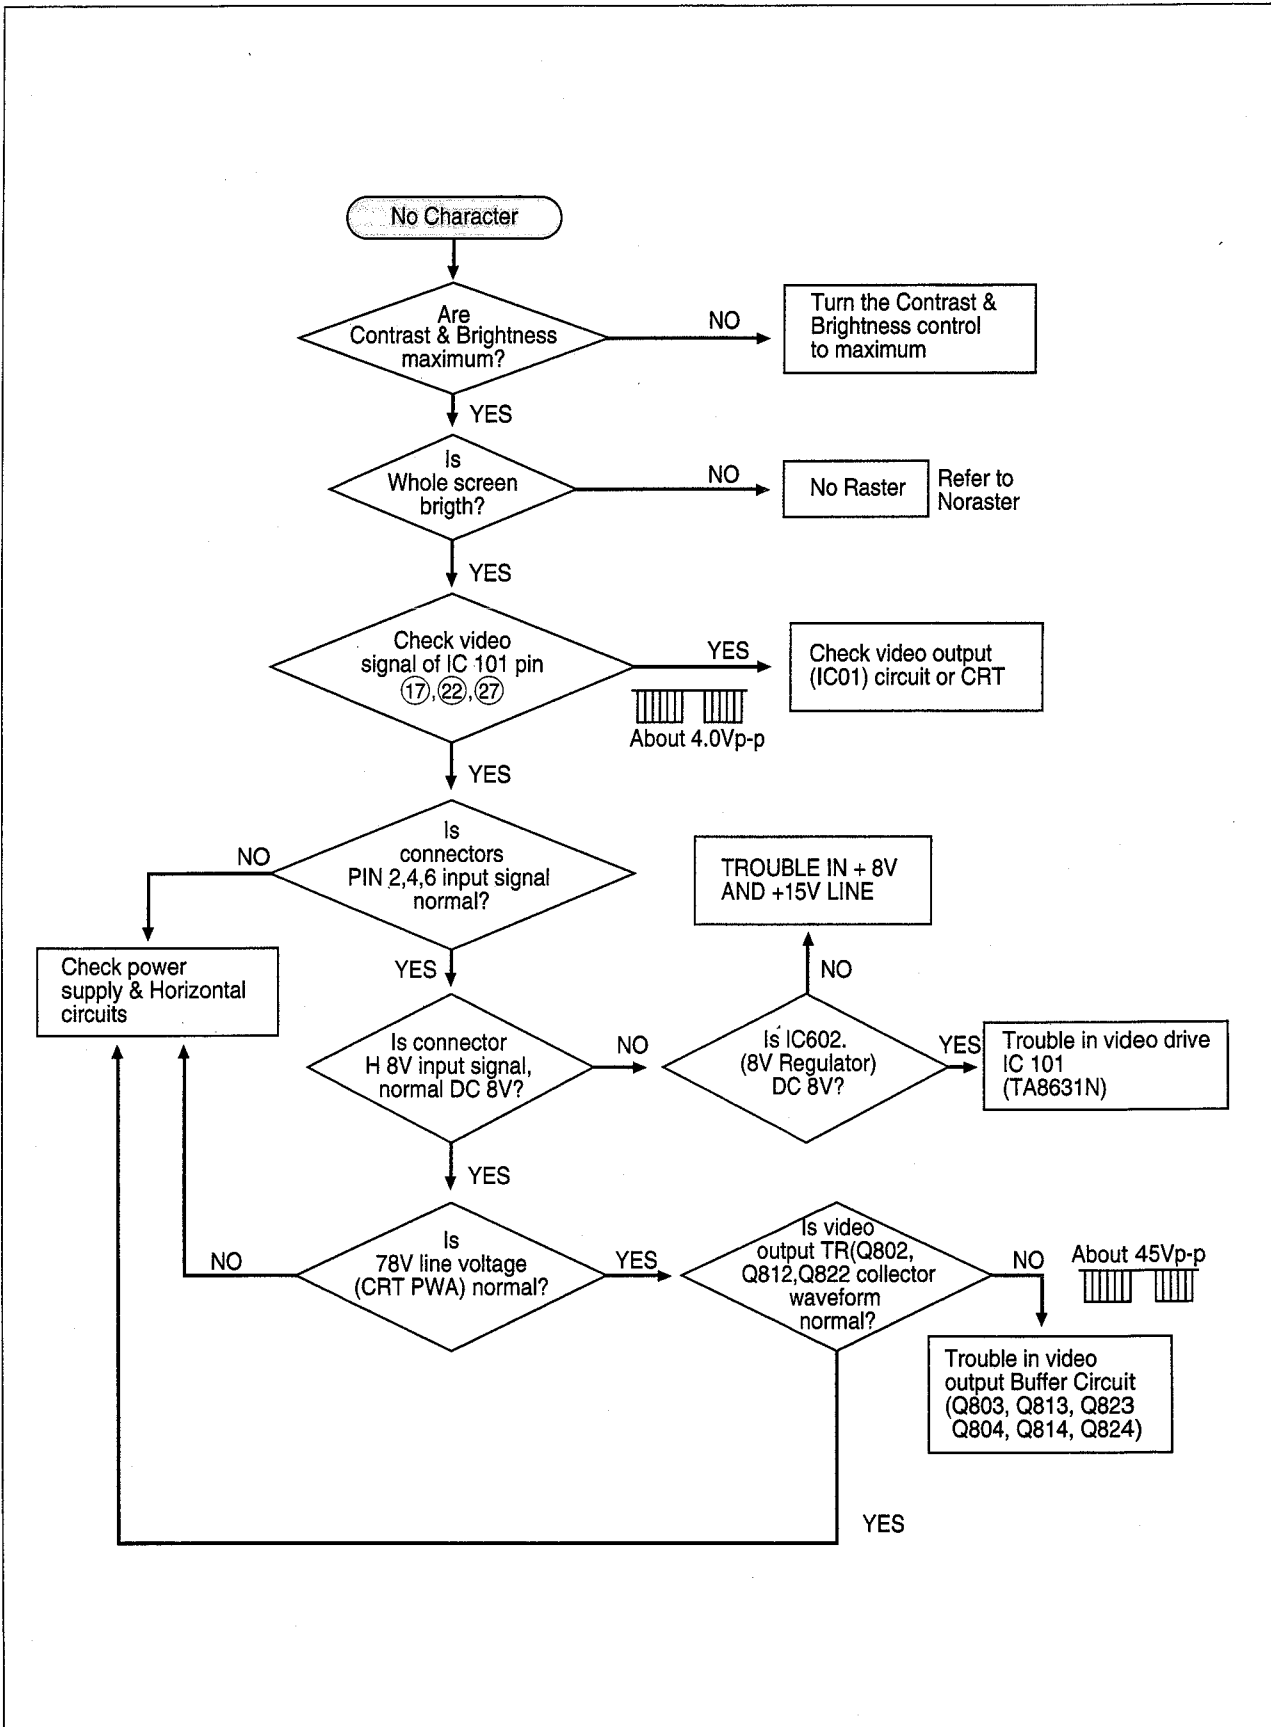 No Character
Are
Contrast & Brightness
maximum?
NO
Turn the Contrast &
Brightness control
to maximum
YES
Is
Whole screen
brigth?
NO
No Raster
Refer to
Noraster
YES
Check video
signal of IC 101 pin
17, 22, 27
YES
About 4.0Vp-p
Check video output
(IC01) circuit or CRT
YES
Is
connectors
PIN 2,4,6 input signal
normal?
NO
Check power
supply & Horizontal
circuits
YES
Is connector
H 8V input signal,
normal DC 8V?
NO
Is IC602.
(8V Regulator)
DC 8V?
NO
TROUBLE IN + 8V
AND +15V LINE
YES
Trouble in video drive
IC 101
(TA8631N)
YES
Is
78V line voltage
(CRT PWA) normal?
NO
YES
Is video
output TR(Q802,
Q812,Q822 collector
waveform
normal?
NO
About 45Vp-p
Trouble in video
output Buffer Circuit
(Q803, Q813, Q823
Q804, Q814, Q824)
YES